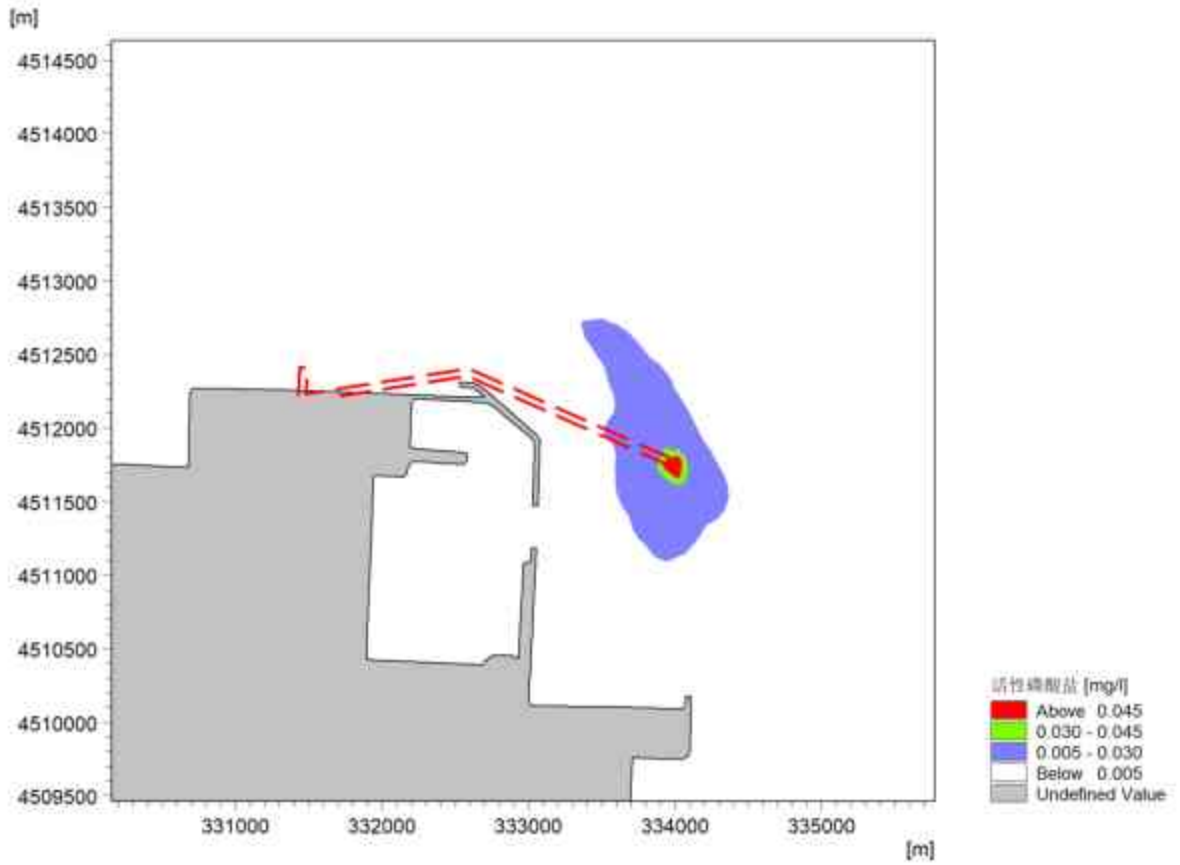 [m]
4514500
4514000
4513500
4513000
4512500
4512000
4511500
4511000
4510500
4510000
4509500
331000 332000 333000 334000 335000
[m]
活性磷酸盐 [mg/l]
Above 0.045
0.030 - 0.045
0.005 - 0.030
Below 0.005
Undefined Value